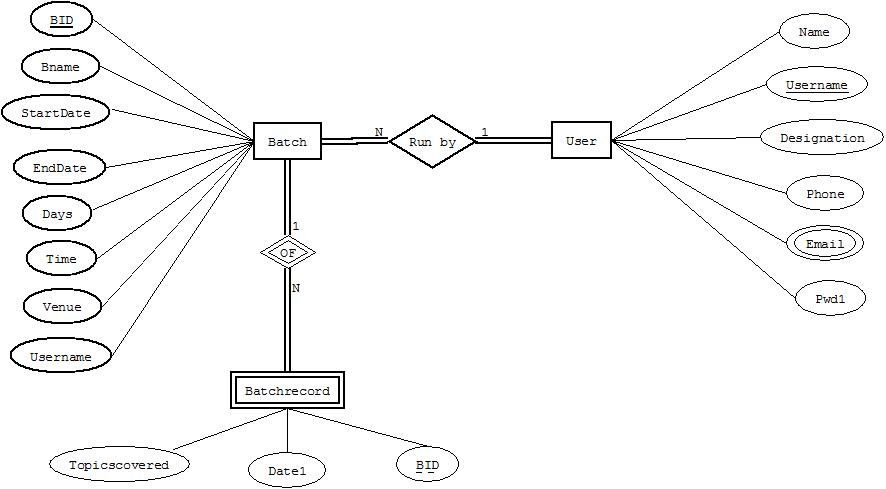 BID
Name
Bname
Username
StartDate
Batch
N
Run by
1
User
Designation
EndDate
Days
Phone
1
OF
Email
Time
N
Venue
Pwd1
Username
Batchrecord
Topicscovered
Date1
BID